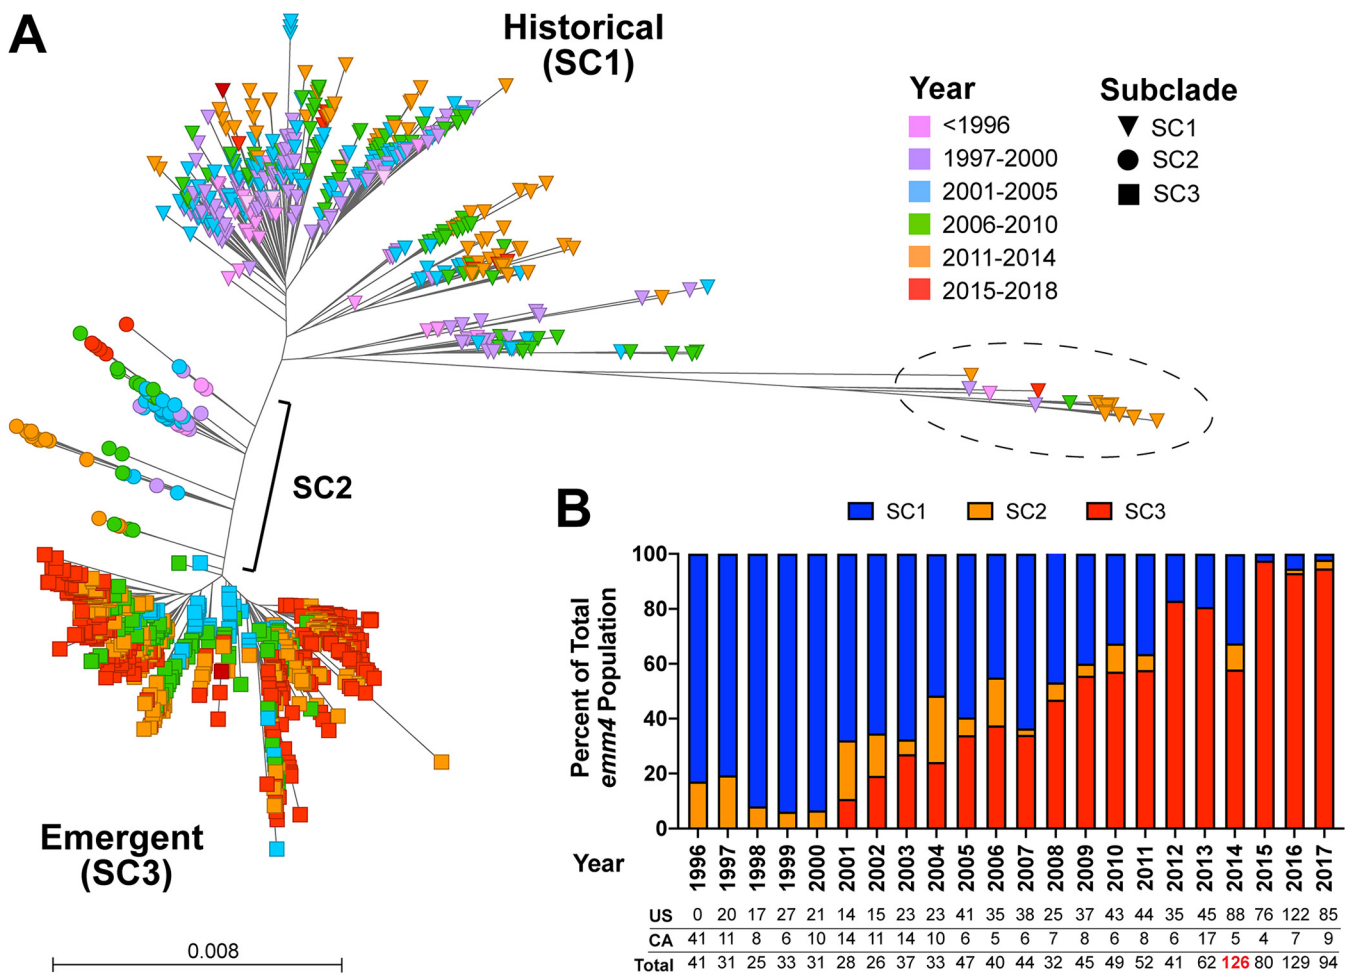 A
Historical
(SC1)
Year
<1996
1997-2000
2001-2005
2006-2010
2011-2014
2015-2018
Subclade
SC1
SC2
SC3
SC2
Emergent
(SC3)
0.008
B
SC1 SC2 SC3
Percent of Total
emm4 Population
100
80
60
40
20
0
Year 1996 1997 1998 1999 2000 2001 2002 2003 2004 2005 2006 2007 2008 2009 2010 2011 2012 2013 2014 2015 2016 2017
US 0 20 17 27 21 14 15 23 23 41 35 38 25 37 43 44 35 45 88 76 122 85
CA 41 11 8 6 10 14 11 14 10 6 5 6 7 8 6 8 6 17 5 4 7 9
Total 41 31 25 33 31 28 26 37 33 47 40 44 32 45 49 52 41 62 126 80 129 94